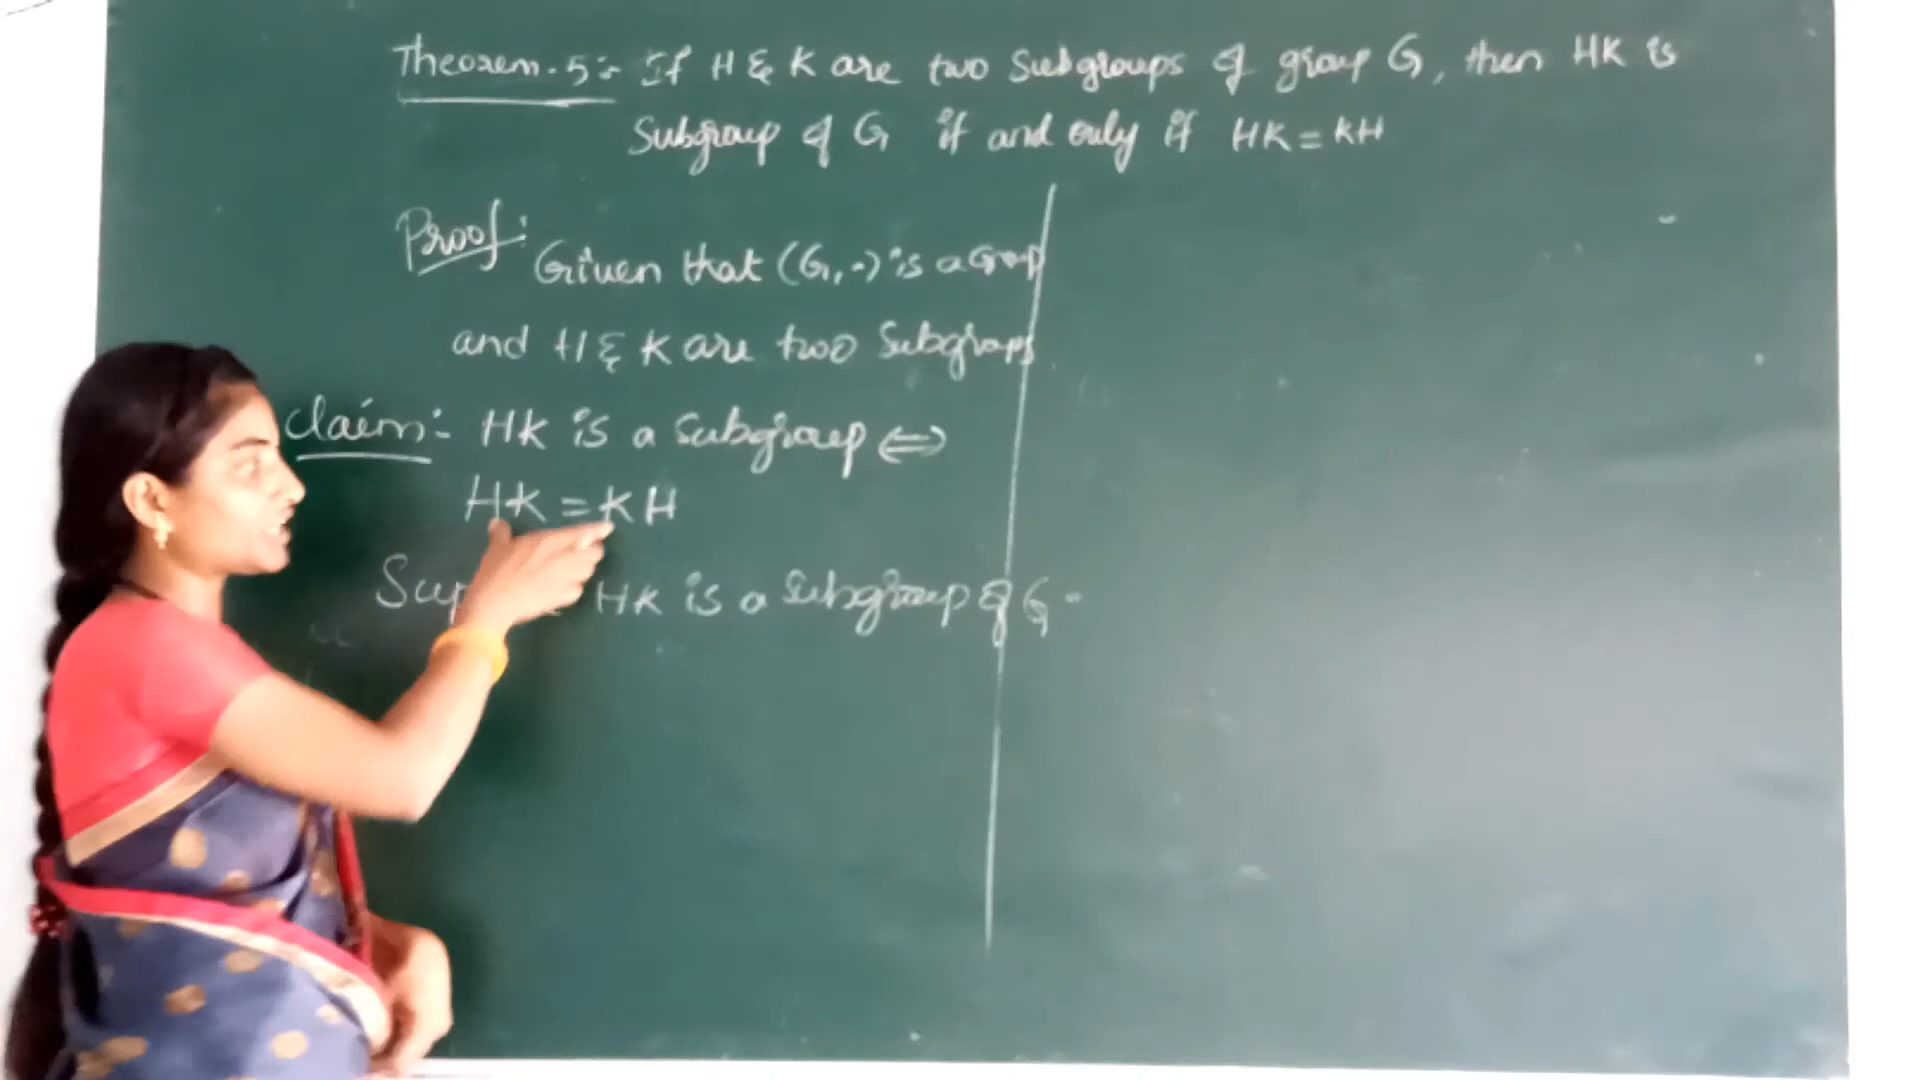 Theorem.5:- If H & K are two Subgroups of group G, then HK is
Subgroup of G if and only if HK = KH
Proof:
Given that (G, ·) is a Group
and H & K are two Subgroups
Claim:- HK is a Subgroup ⇔
HK = KH
HK is a Subgroup of G.